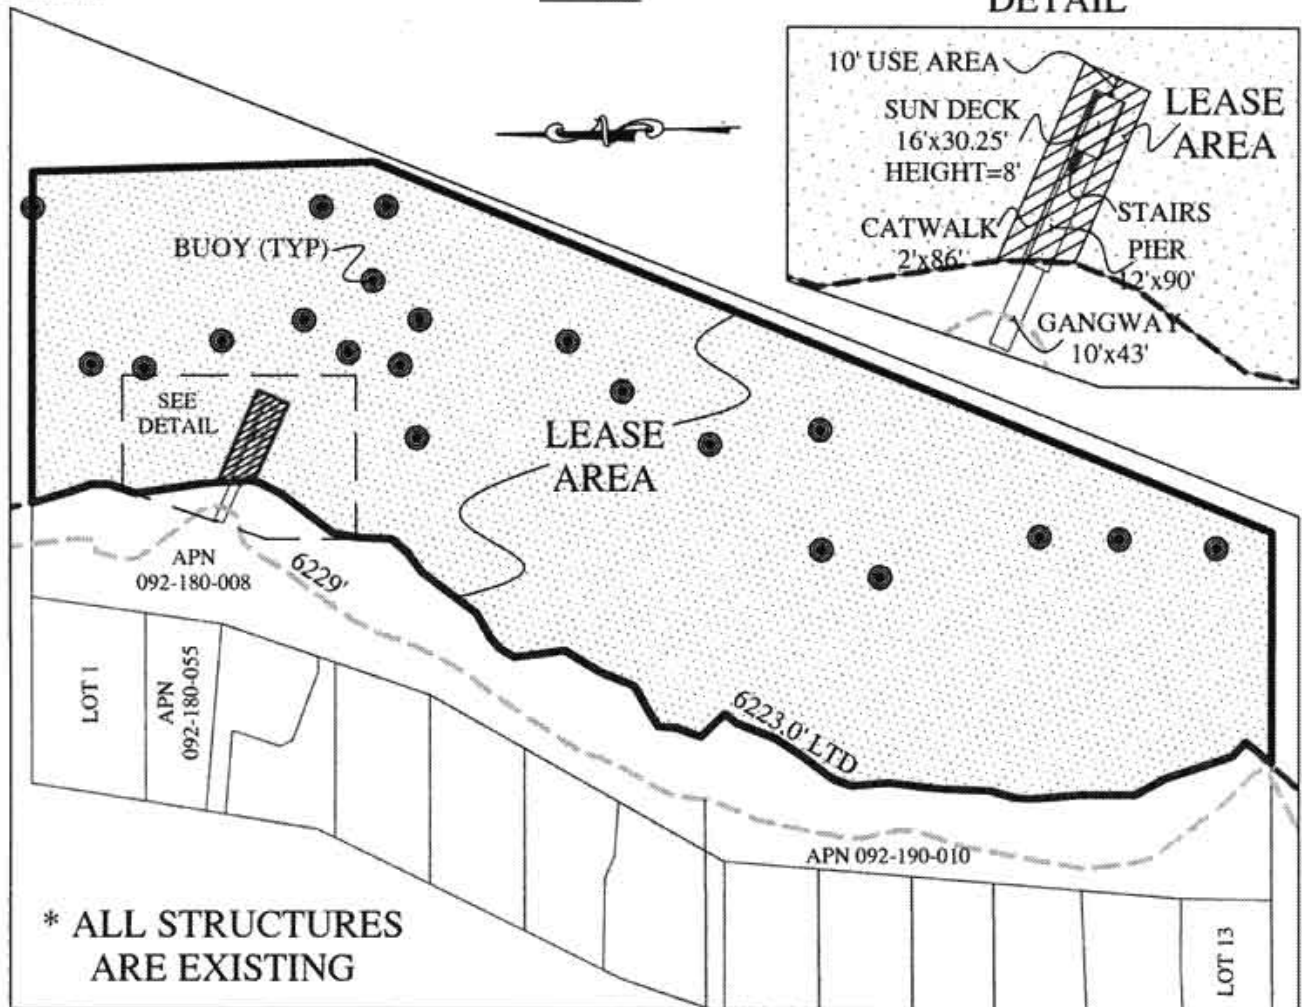 DETAIL
10' USE AREA
SUN DECK
16'x30.25'
HEIGHT=8'
LEASE
AREA
CATWALK
2'x86'
STAIRS
PIER
12'x90'
GANGWAY
10'x43'
BUOY (TYP)
SEE
DETAIL
LEASE
AREA
APN
092-180-008
6229'
6223.0' LTD
LOT 1
APN
092-180-055
APN 092-190-010
LOT 13
* ALL STRUCTURES
ARE EXISTING